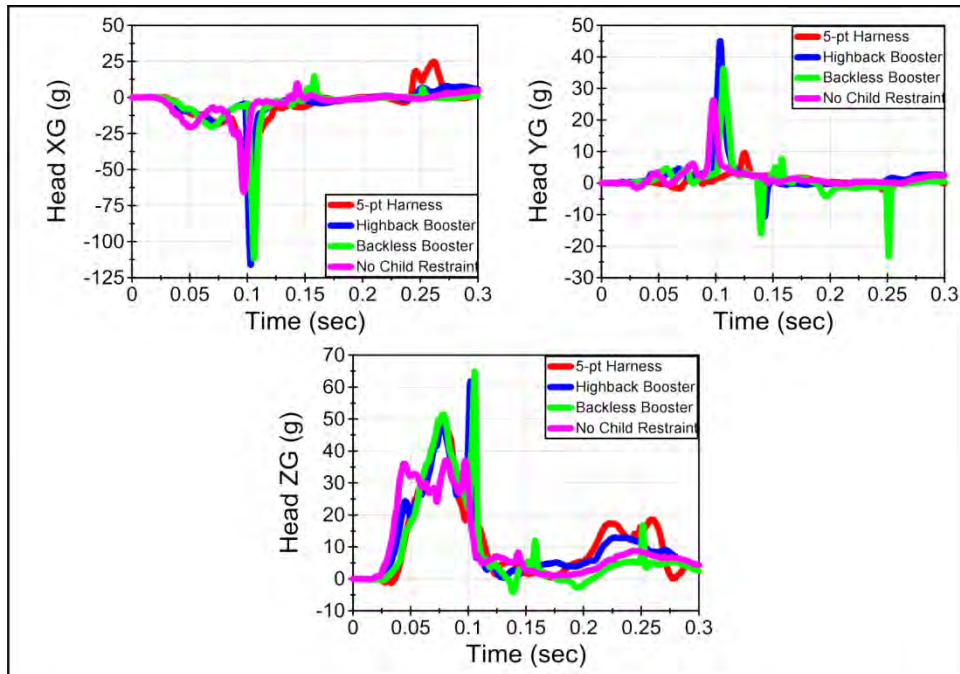 Head XG (g)
50
25
0
-25
-50
-75
-100
-125
5-pt Harness
Highback Booster
Backless Booster
No Child Restraint
0 0.05 0.1 0.15 0.2 0.25 0.3
Time (sec)
Head YG (g)
50
40
30
20
10
0
-10
-20
-30
5-pt Harness
Highback Booster
Backless Booster
No Child Restraint
0 0.05 0.1 0.15 0.2 0.25 0.3
Time (sec)
Head ZG (g)
70
60
50
40
30
20
10
0
-10
5-pt Harness
Highback Booster
Backless Booster
No Child Restraint
0 0.05 0.1 0.15 0.2 0.25 0.3
Time (sec)